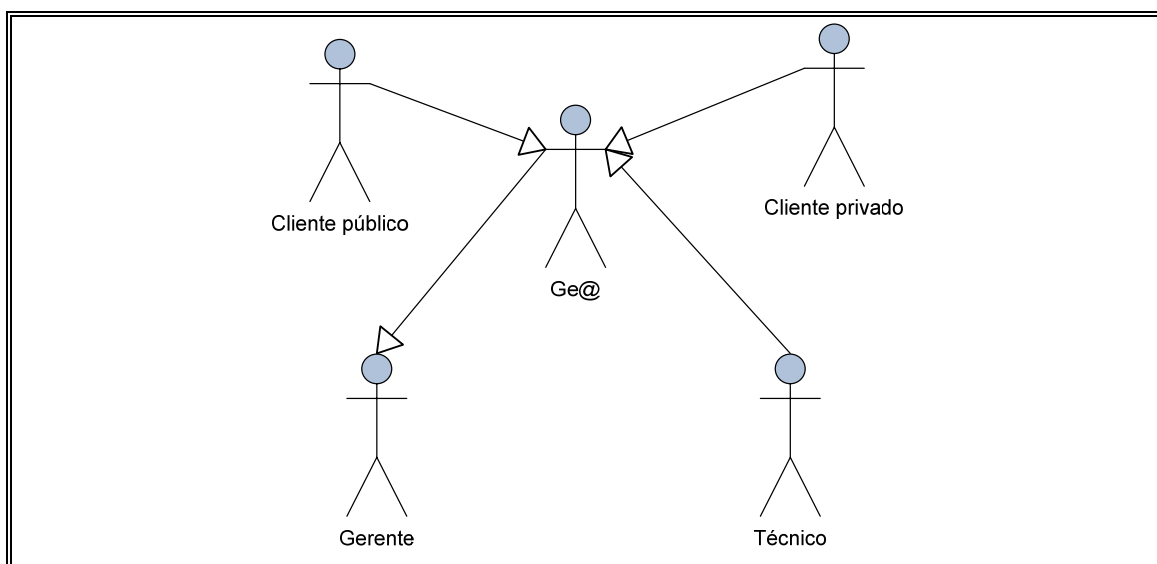 Cliente público
Cliente privado
Ge@
Gerente
Técnico